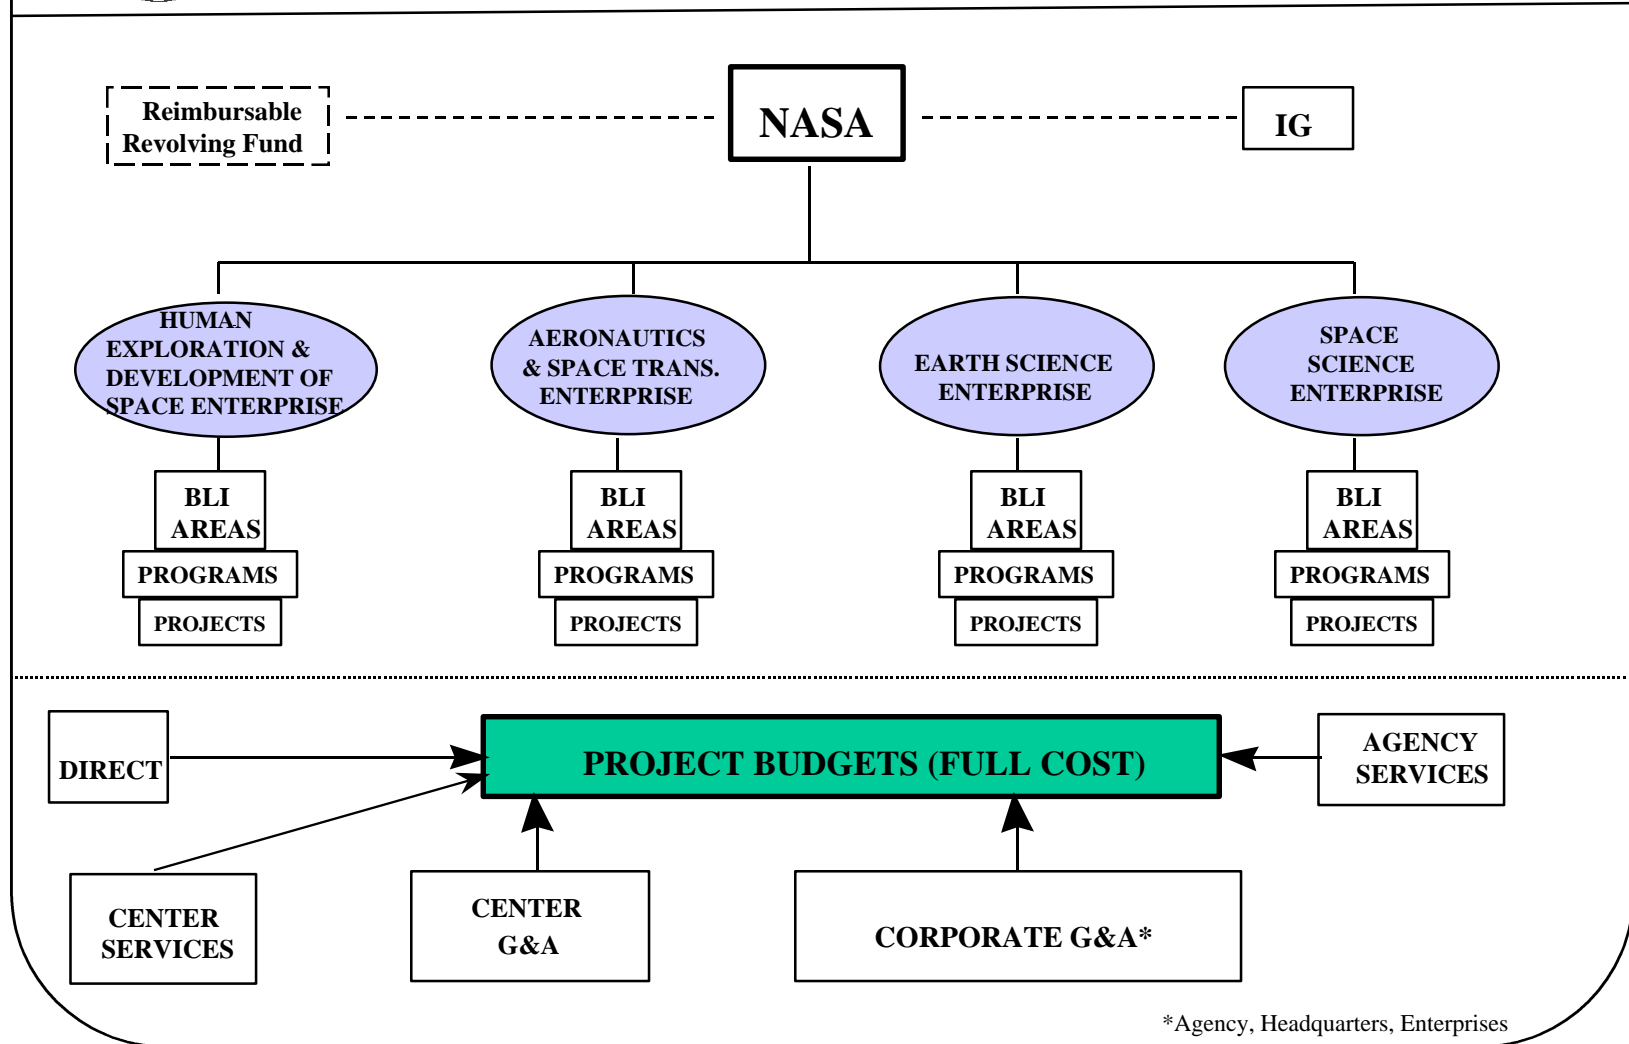 Reimbursable
Revolving Fund
NASA
IG
HUMAN
EXPLORATION &
DEVELOPMENT OF
SPACE ENTERPRISE
AERONAUTICS
& SPACE TRANS.
ENTERPRISE
EARTH SCIENCE
ENTERPRISE
SPACE
SCIENCE
ENTERPRISE
BLI
AREAS
PROGRAMS
PROJECTS
BLI
AREAS
PROGRAMS
PROJECTS
BLI
AREAS
PROGRAMS
PROJECTS
BLI
AREAS
PROGRAMS
PROJECTS
DIRECT
PROJECT BUDGETS (FULL COST)
AGENCY
SERVICES
CENTER
SERVICES
CENTER
G&A
CORPORATE G&A*
*Agency, Headquarters, Enterprises